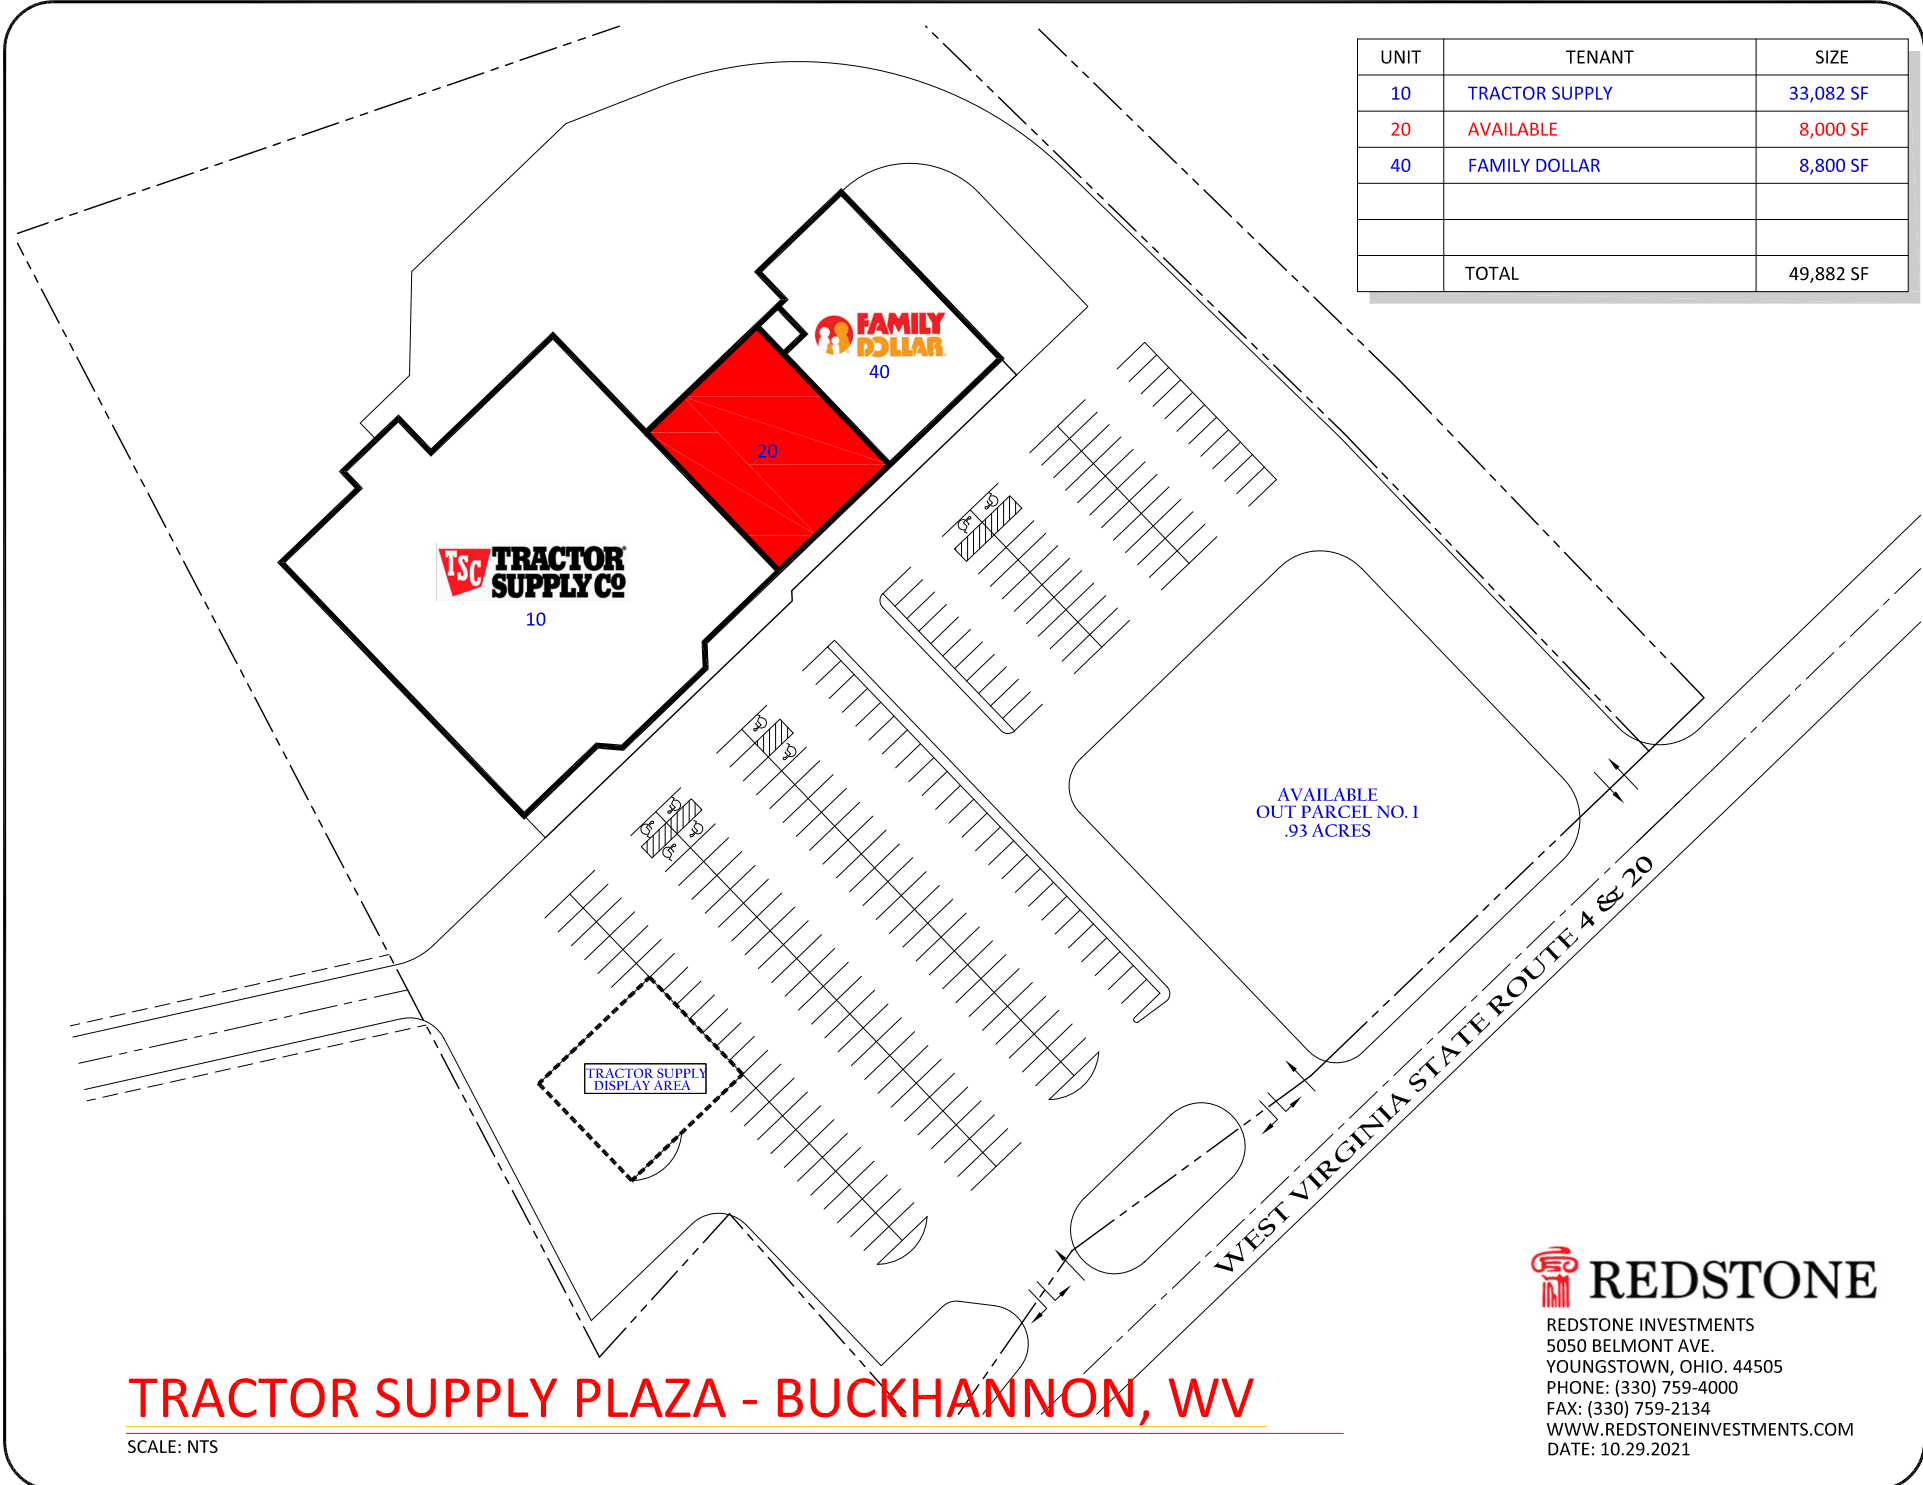 UNIT TENANT SIZE
10 TRACTOR SUPPLY 33,082 SF
20 AVAILABLE 8,000 SF
40 FAMILY DOLLAR 8,800 SF
TOTAL 49,882 SF
FAMILY
DOLLAR
40
20
TSC TRACTOR
SUPPLY CO
10
AVAILABLE
OUT PARCEL NO. 1
.93 ACRES
WEST VIRGINIA STATE ROUTE 4 & 20
TRACTOR SUPPLY
DISPLAY AREA
REDSTONE
REDSTONE INVESTMENTS
5050 BELMONT AVE.
YOUNGSTOWN, OHIO. 44505
PHONE: (330) 759-4000
FAX: (330) 759-2134
WWW.REDSTONEINVESTMENTS.COM
DATE: 10.29.2021
TRACTOR SUPPLY PLAZA - BUCKHANNON, WV
SCALE: NTS